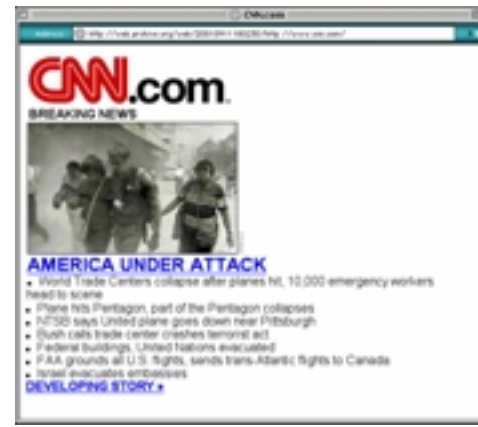 CNN.com
Address
CNN.com
BREAKING NEWS
AMERICA UNDER ATTACK
• World Trade Centers collapse after planes hit, 10,000 emergency workers
head to scene
• Plane hits Pentagon, part of the Pentagon collapses
• NTSB says United plane goes down near Pittsburgh
• Bush calls trade center crashes terrorist act
• Federal buildings, United Nations evacuated
• FAA grounds all U.S. flights, sends trans-Atlantic flights to Canada
• Israel evacuates embassies
DEVELOPING STORY